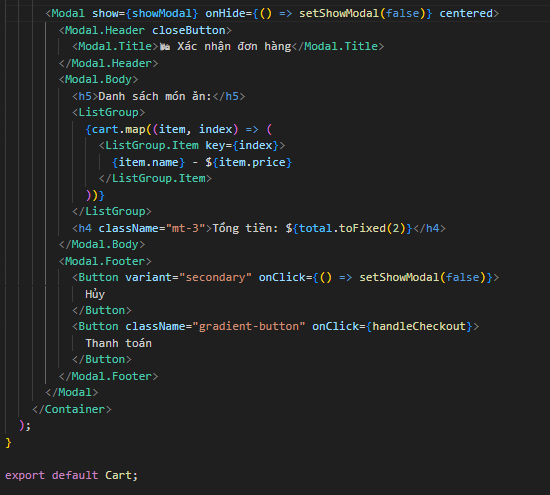 <Modal show={showModal} onHide={() => setShowModal(false)} centered>
<Modal.Header closeButton>
<Modal.Title>🛵 Xác nhận đơn hàng</Modal.Title>
</Modal.Header>
<Modal.Body>
<h5>Danh sách món ăn:</h5>
<ListGroup>
{cart.map((item, index) => (
<ListGroup.Item key={index}>
{item.name} - ${item.price}
</ListGroup.Item>
))}
</ListGroup>
<h4 className="mt-3">Tổng tiền: ${total.toFixed(2)}</h4>
</Modal.Body>
<Modal.Footer>
<Button variant="secondary" onClick={() => setShowModal(false)}>
Hủy
</Button>
<Button className="gradient-button" onClick={handleCheckout}>
Thanh toán
</Button>
</Modal.Footer>
</Modal>
</Container>
);
}
export default Cart;